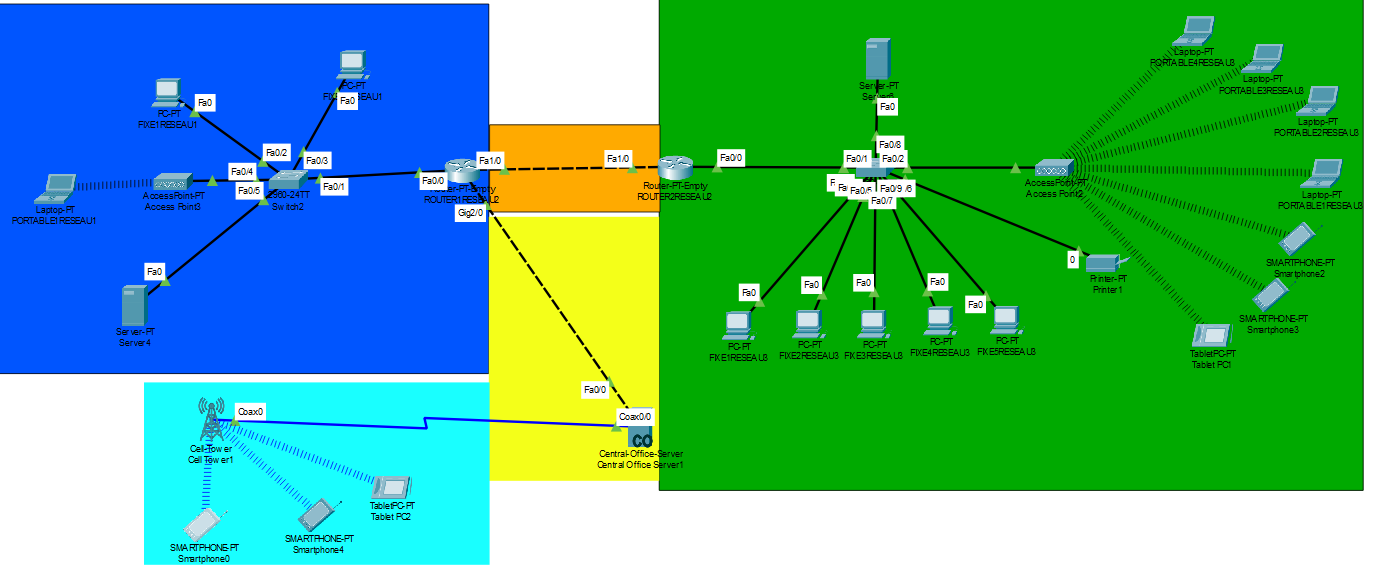 PC-PT
FIXE1RESEAU1
Fa0
PC-PT
Fa0
Fa0/2
Fa0/3
Fa0/4
Fa0/5
Fa0/1
Laptop-PT
PORTABLE1RESEAU1
AccessPoint-PT
Access Point3
2960-24TT
Switch2
Fa0
Server-PT
Server4
Fa0/0
Router-PT-Empty
ROUTER1RESEAU2
Fa1/0
Gig2/0
Fa1/0
Router-PT-Empty
ROUTER2RESEAU2
Fa0/0
Server-PT
Fa0
Fa0/8
Fa0/1
Fa0/2
Fa0/9
Fa0/7
AccessPoint-PT
Access Point2
Laptop-PT
PORTABLE4RESEAU3
Laptop-PT
PORTABLE3RESEAU3
Laptop-PT
PORTABLE2RESEAU3
Laptop-PT
PORTABLE1RESEAU3
SMARTPHONE-PT
Smartphone2
SMARTPHONE-PT
Smartphone3
TabletPC-PT
Tablet PC1
0
Printer-PT
Printer1
Fa0
Fa0
Fa0
Fa0
Fa0
PC-PT
FIXE1RESEAU3
PC-PT
FIXE2RESEAU3
PC-PT
FIXE3RESEAU3
PC-PT
FIXE4RESEAU3
PC-PT
FIXE5RESEAU3
Fa0/0
Coax0/0
CO
Central-Office-Server
Central Office Server1
Coax0
Cell-Tower
Cell Tower1
TabletPC-PT
Tablet PC2
SMARTPHONE-PT
Smartphone4
SMARTPHONE-PT
Smartphone0